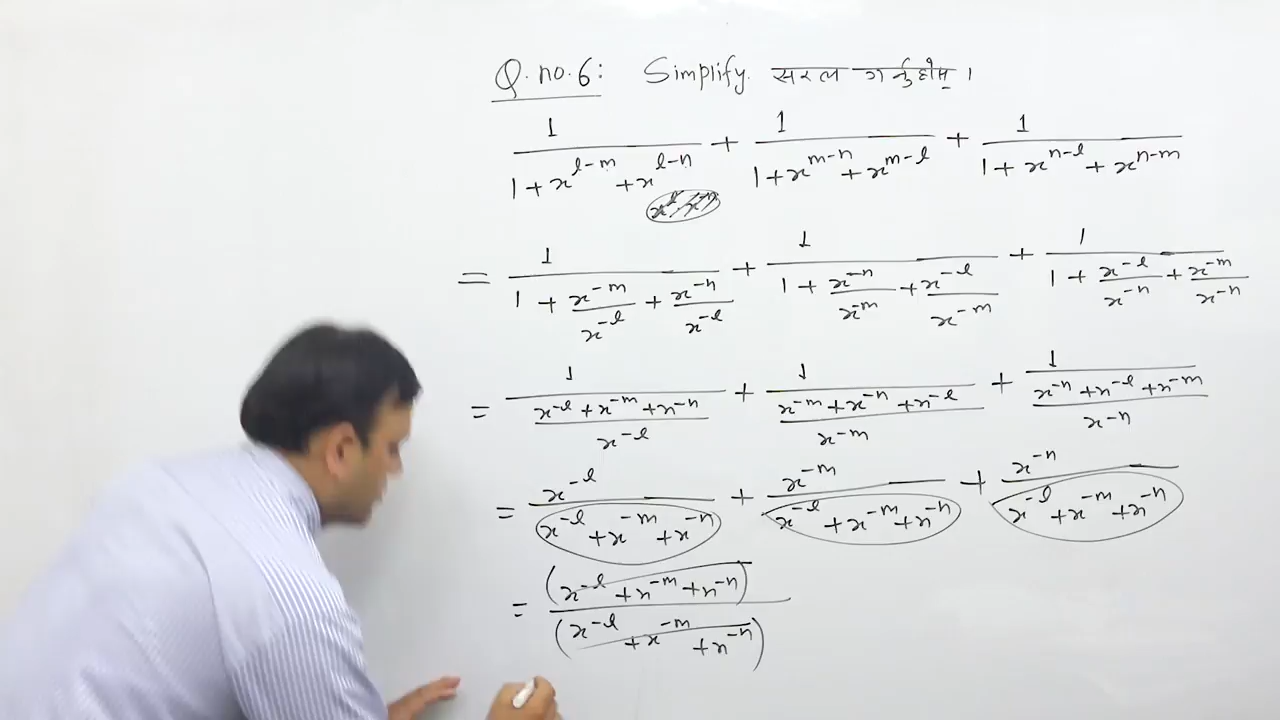 Q. no. 6: Simplify. सरल गर्नुहोस् ।
1/(1 + x^(l-m) + x^(l-n)) + 1/(1 + x^(m-n) + x^(m-l)) + 1/(1 + x^(n-l) + x^(n-m))
= 1/(1 + x^(-m)/x^(-l) + x^(-n)/x^(-l)) + 1/(1 + x^(-n)/x^(-m) + x^(-l)/x^(-m)) + 1/(1 + x^(-l)/x^(-n) + x^(-m)/x^(-n))
= 1/((x^(-l) + x^(-m) + x^(-n))/x^(-l)) + 1/((x^(-m) + x^(-n) + x^(-l))/x^(-m)) + 1/((x^(-n) + x^(-l) + x^(-m))/x^(-n))
= x^(-l)/(x^(-l) + x^(-m) + x^(-n)) + x^(-m)/(x^(-l) + x^(-m) + x^(-n)) + x^(-n)/(x^(-l) + x^(-m) + x^(-n))
= (x^(-l) + x^(-m) + x^(-n))/(x^(-l) + x^(-m) + x^(-n))